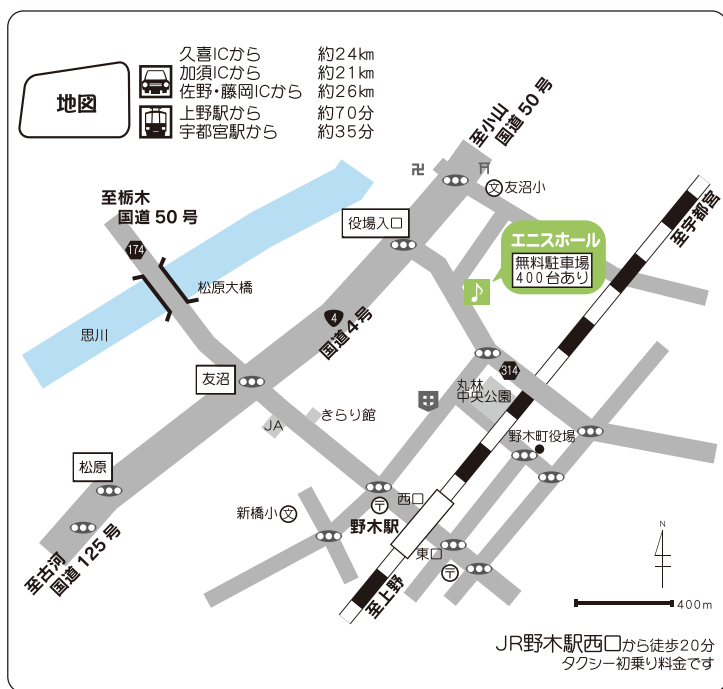 地図
久喜ICから 約24km
加須ICから 約21km
佐野・藤岡ICから 約26km
上野駅から 約70分
宇都宮駅から 約35分
至小山
国道50号
卍
文 友沼小
至宇都宮
至栃木
国道50号
174
役場入口
エニスホール
無料駐車場
400台あり
松原大橋
思川
4
国道4号
314
友沼
丸林
中央公園
きらり館
JA
野木町役場
松原
西口
〒
新橋小 文
野木駅
東口
〒
至古河
国道125号
至上野
N
400m
JR野木駅西口から徒歩20分
タクシー初乗り料金です